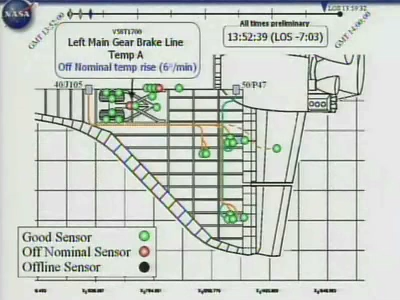 NASA
LOS 13:59:32
GMT 13:52:00
GMT 14:00:00
V58T1700
Left Main Gear Brake Line
Temp A
Off Nominal temp rise (6°/min)
All times preliminary
13:52:39 (LOS -7:03)
40/J105
50/P47
Good Sensor
Off Nominal Sensor
Offline Sensor